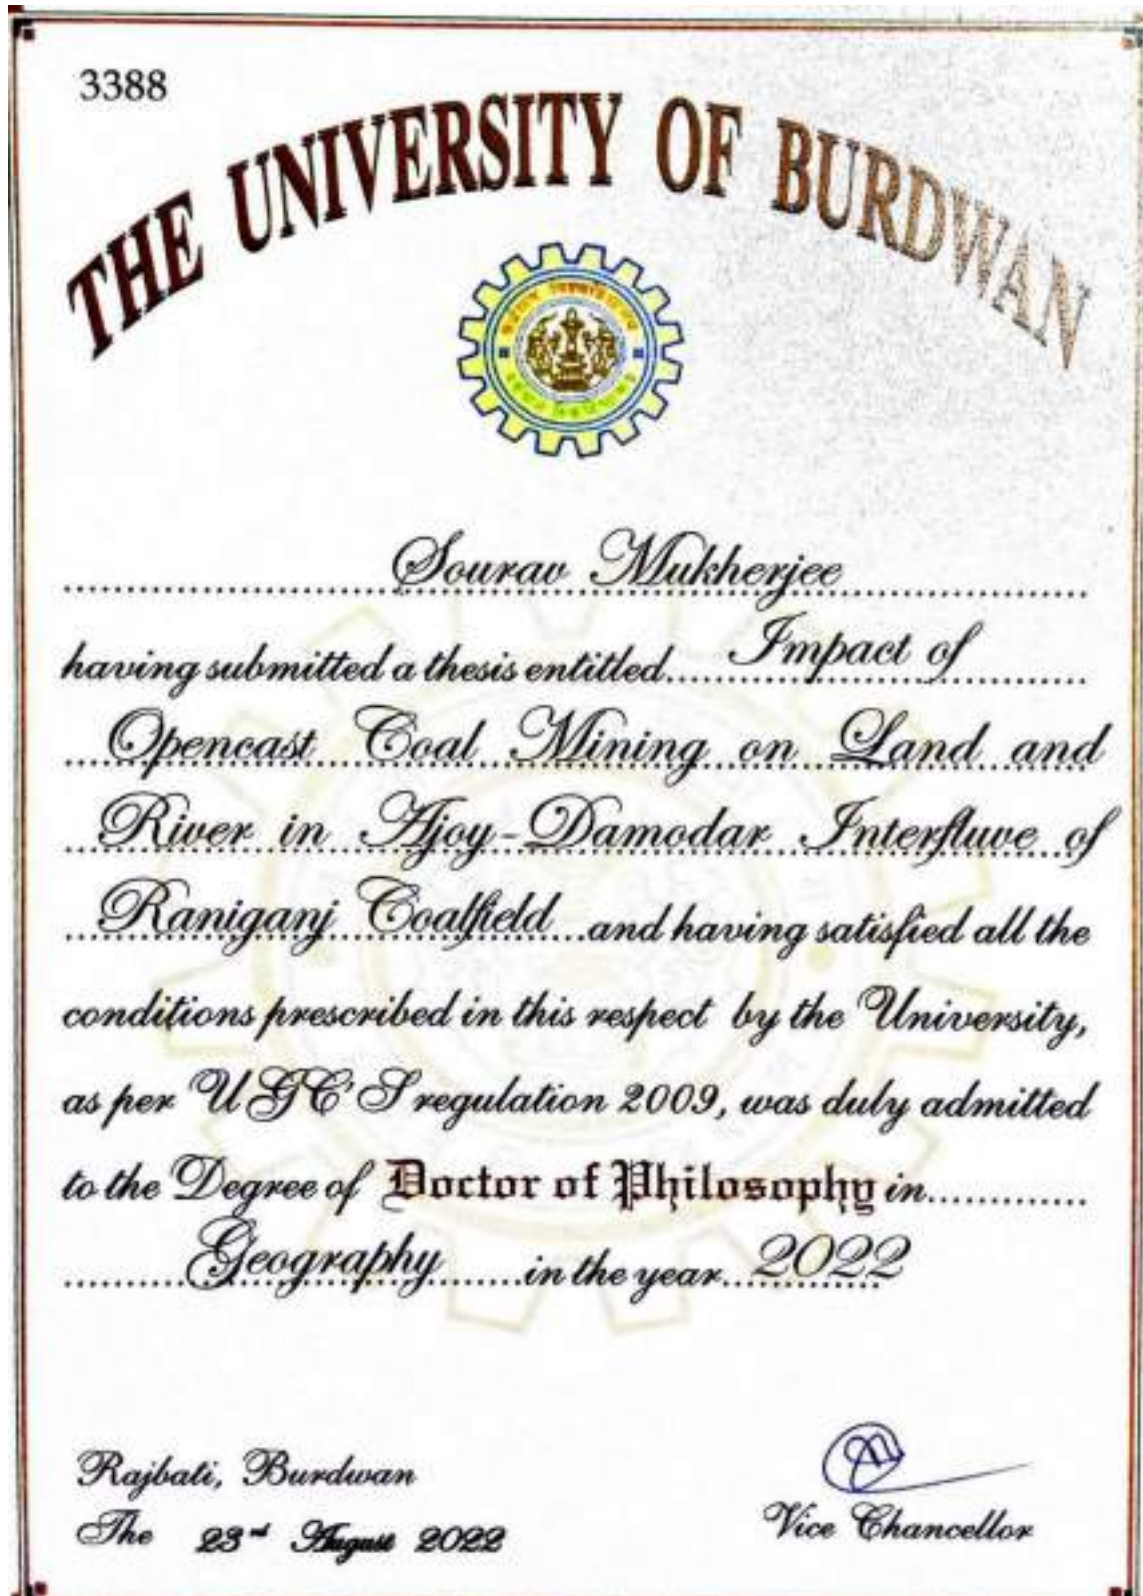 3388
THE UNIVERSITY OF BURDWAN
Sourav Mukherjee
having submitted a thesis entitled Impact of
Opencast Coal Mining on Land and
River in Ajoy-Damodar Interfluve of
Raniganj Coalfield and having satisfied all the
conditions prescribed in this respect by the University,
as per UGC'S regulation 2009, was duly admitted
to the Degree of Doctor of Philosophy in
Geography in the year 2022
Rajbati, Burdwan
The 23rd August 2022
Vice Chancellor